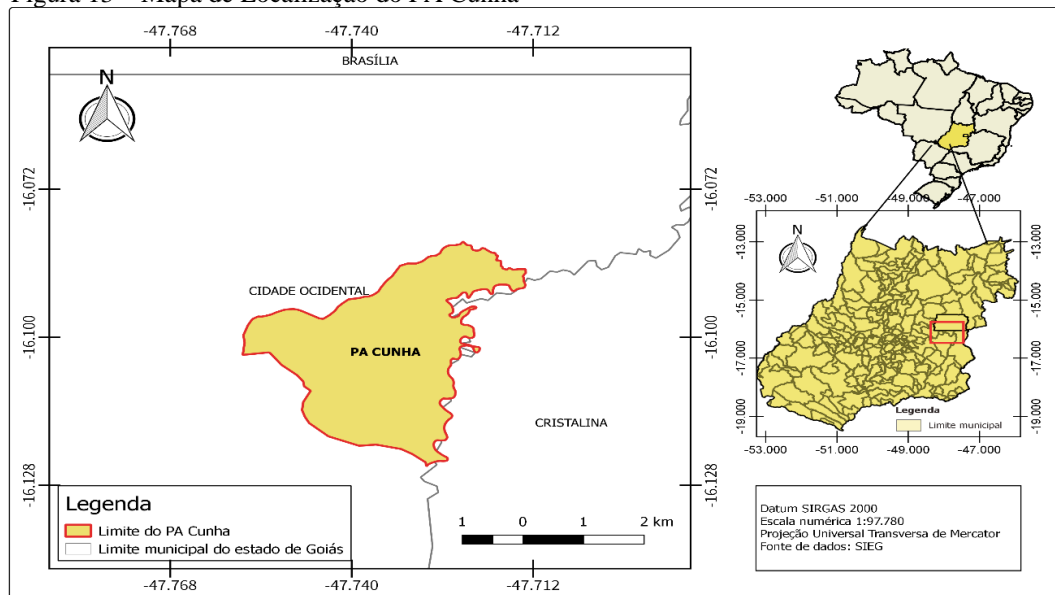 Figura 13 – Mapa de Localização do PA Cunha
-47.768 -47.740 -47.712
BRASÍLIA
N
-16.072 -16.072
CIDADE OCIDENTAL
-16.100 -16.100
PA CUNHA
CRISTALINA
-16.128 -16.128
Legenda
Limite do PA Cunha
Limite municipal do estado de Goiás
1 0 1 2 km
-47.768 -47.740 -47.712
-53.000 -51.000 -49.000 -47.000
N
-13.000 -13.000
-15.000 -15.000
-17.000 -17.000
-19.000 -19.000
Legenda
Limite municipal
-53.000 -51.000 -49.000 -47.000
Datum SIRGAS 2000
Escala numérica 1:97.780
Projeção Universal Transversa de Mercator
Fonte de dados: SIEG